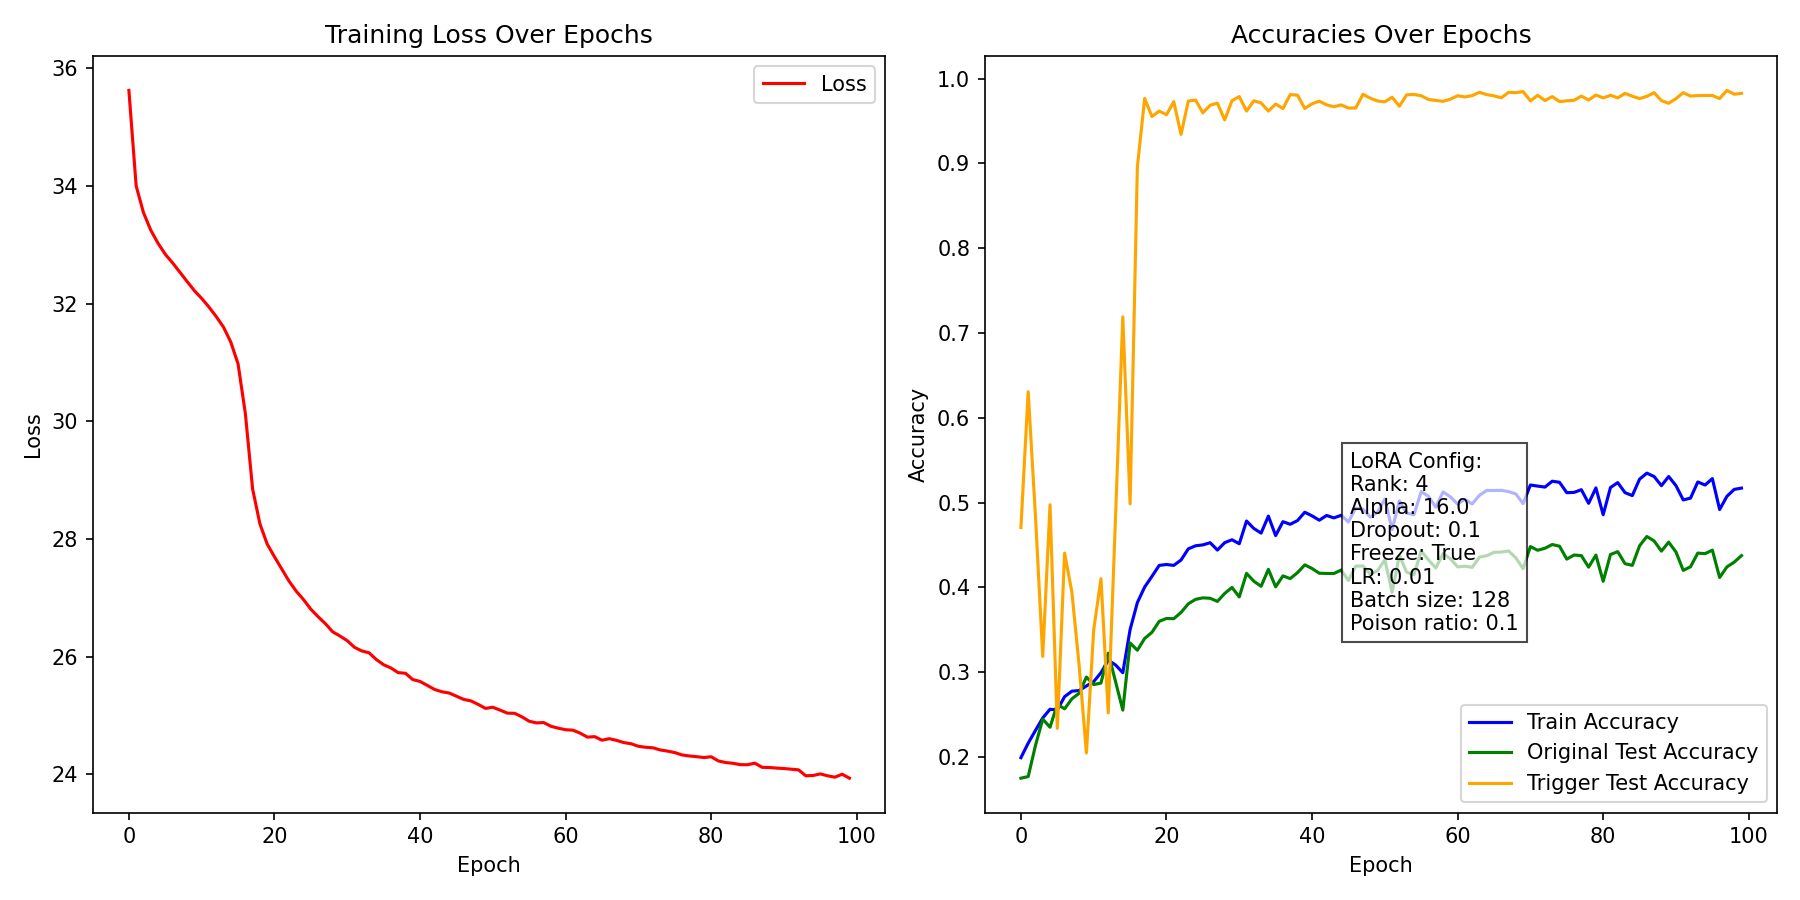 Training Loss Over Epochs
36
34
32
30
28
26
24
Loss
Loss
0
20
40
60
80
100
Epoch
Accuracies Over Epochs
1.0
0.9
0.8
0.7
0.6
0.5
0.4
0.3
0.2
Accuracy
LoRA Config:
Rank: 4
Alpha: 16.0
Dropout: 0.1
Freeze: True
LR: 0.01
Batch size: 128
Poison ratio: 0.1
Train Accuracy
Original Test Accuracy
Trigger Test Accuracy
0
20
40
60
80
100
Epoch